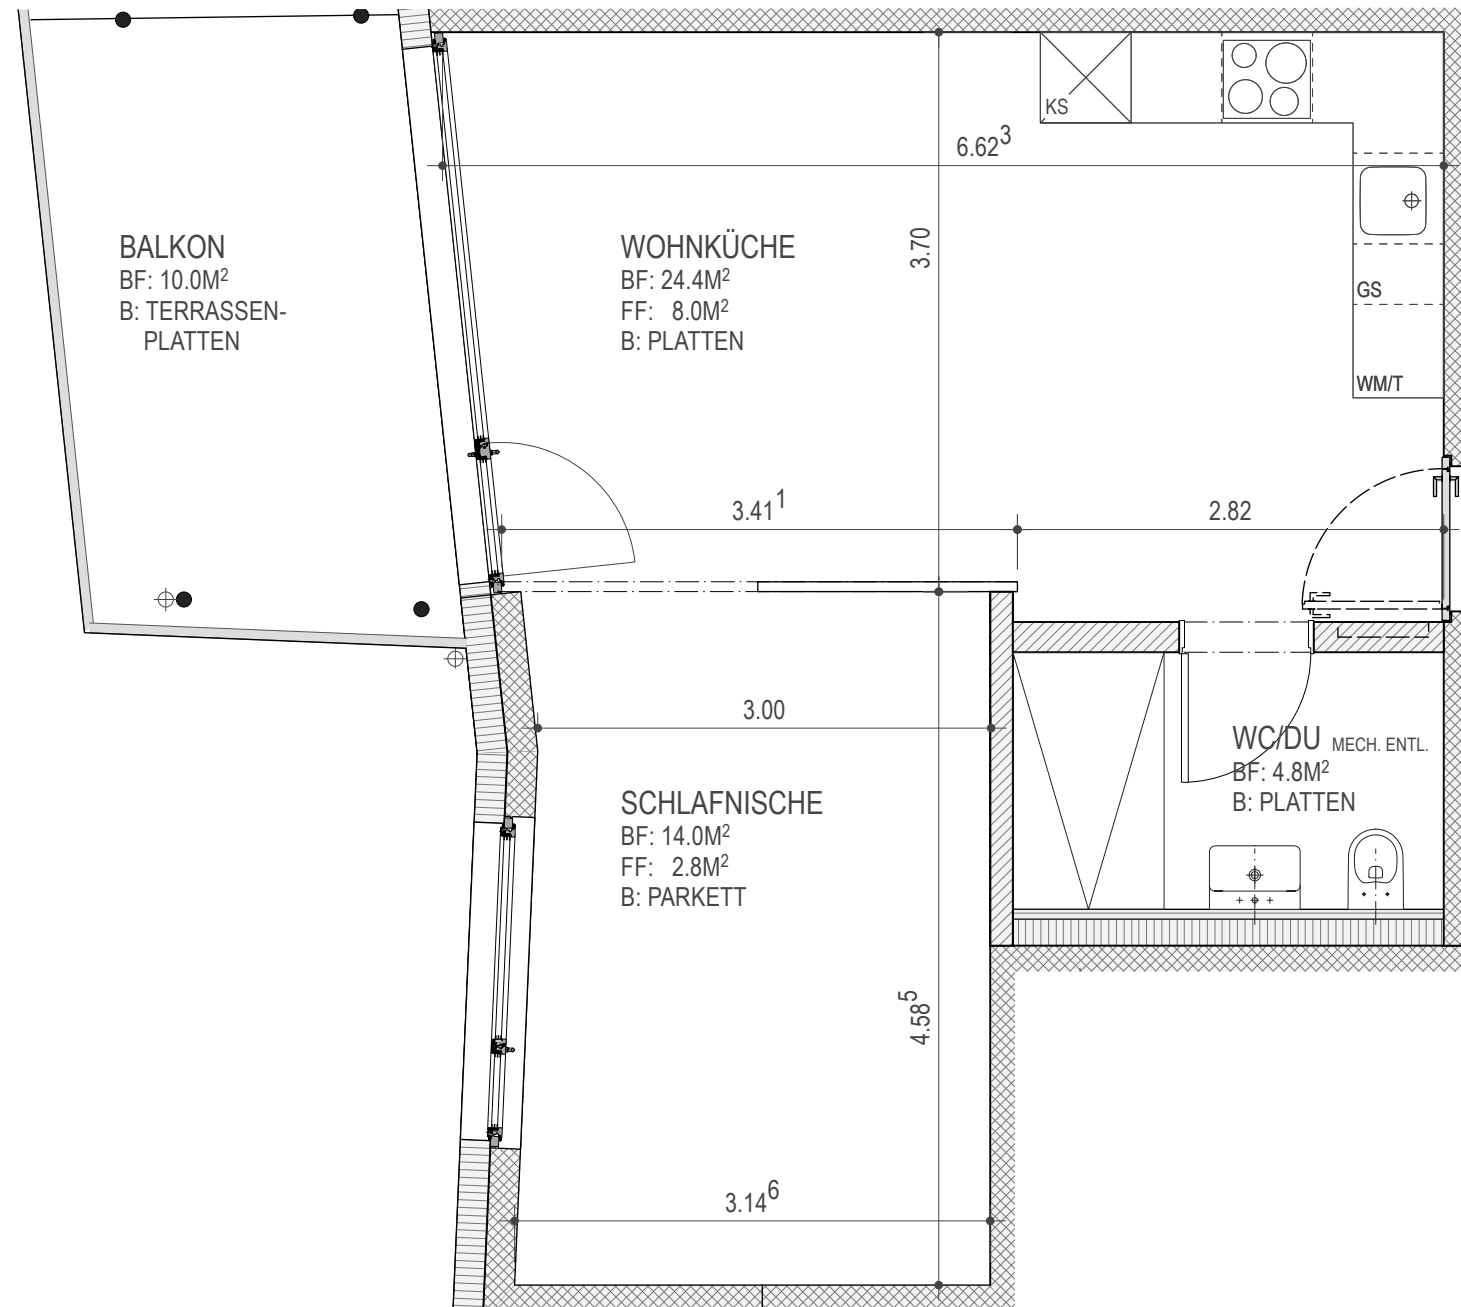 KS
6.62³
3.70
BALKON
BF: 10.0M²
B: TERRASSEN-
PLATTEN
WOHNKÜCHE
BF: 24.4M²
FF: 8.0M²
B: PLATTEN
GS
WM/T
3.41¹
2.82
3.00
WC/DU MECH. ENTL.
BF: 4.8M²
B: PLATTEN
SCHLAFNISCHE
BF: 14.0M²
FF: 2.8M²
B: PARKETT
4.58⁵
3.14⁶